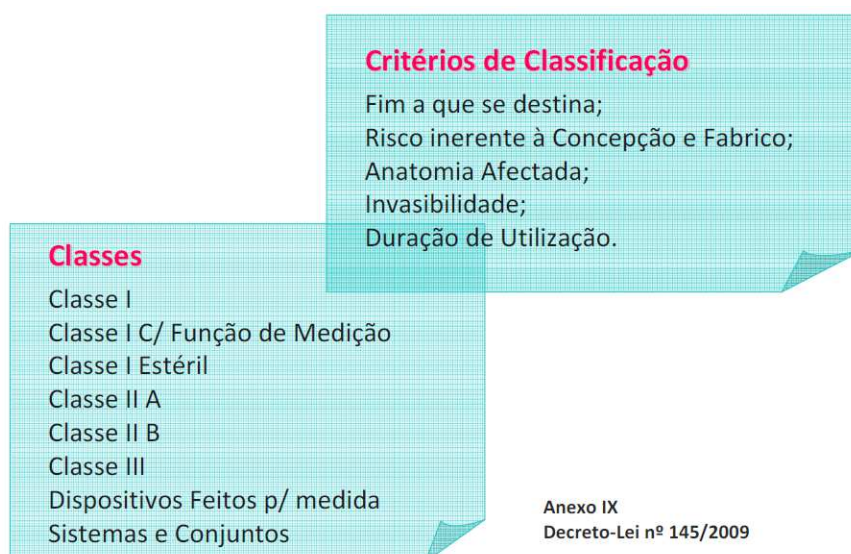 Critérios de Classificação
Fim a que se destina;
Risco inerente à Concepção e Fabrico;
Anatomia Afectada;
Invasibilidade;
Duração de Utilização.
Classes
Classe I
Classe I C/ Função de Medição
Classe I Estéril
Classe II A
Classe II B
Classe III
Dispositivos Feitos p/ medida
Sistemas e Conjuntos
Anexo IX
Decreto-Lei nº 145/2009